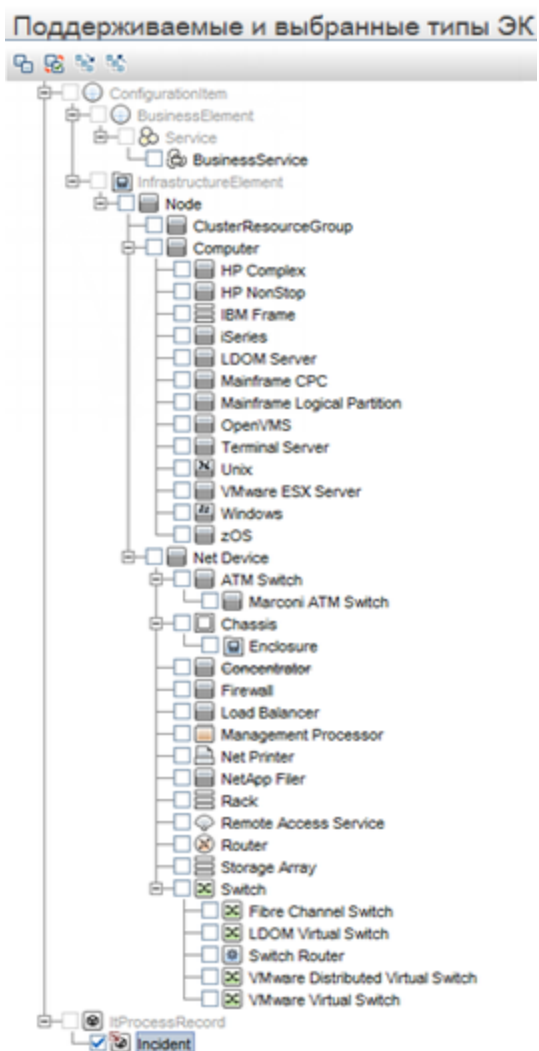 Поддерживаемые и выбранные типы ЭК
ConfigurationItem
BusinessElement
Service
BusinessService
InfrastructureElement
Node
ClusterResourceGroup
Computer
HP Complex
HP NonStop
IBM Frame
iSeries
LDOM Server
Mainframe CPC
Mainframe Logical Partition
OpenVMS
Terminal Server
Unix
VMware ESX Server
Windows
zOS
Net Device
ATM Switch
Marconi ATM Switch
Chassis
Enclosure
Concentrator
Firewall
Load Balancer
Management Processor
Net Printer
NetApp Filer
Rack
Remote Access Service
Router
Storage Array
Switch
Fibre Channel Switch
LDOM Virtual Switch
Switch Router
VMware Distributed Virtual Switch
VMware Virtual Switch
ItProcessRecord
Incident